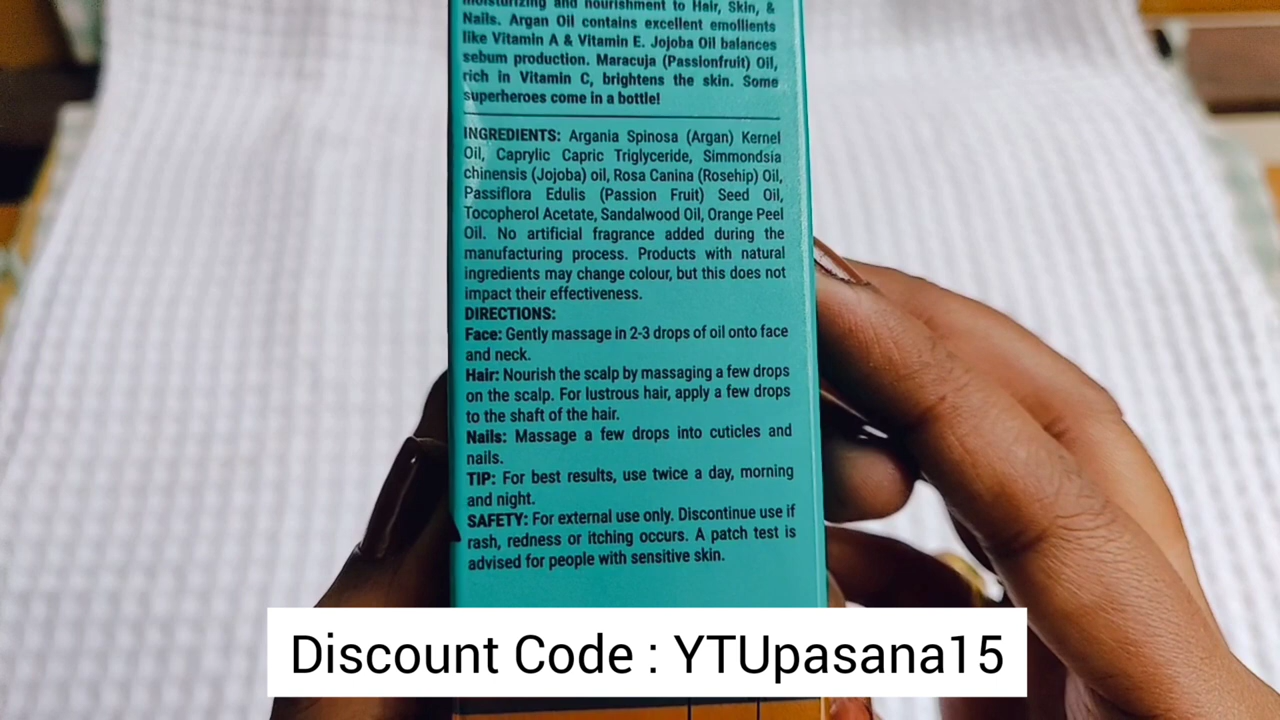 moisturizing and nourishment to Hair, Skin, &
Nails. Argan Oil contains excellent emollients
like Vitamin A & Vitamin E. Jojoba Oil balances
sebum production. Maracuja (Passionfruit) Oil,
rich in Vitamin C, brightens the skin. Some
superheroes come in a bottle!
INGREDIENTS: Argania Spinosa (Argan) Kernel
Oil, Caprylic Capric Triglyceride, Simmondsia
chinensis (Jojoba) oil, Rosa Canina (Rosehip) Oil,
Passiflora Edulis (Passion Fruit) Seed Oil,
Tocopherol Acetate, Sandalwood Oil, Orange Peel
Oil. No artificial fragrance added during the
manufacturing process. Products with natural
ingredients may change colour, but this does not
impact their effectiveness.
DIRECTIONS:
Face: Gently massage in 2-3 drops of oil onto face
and neck.
Hair: Nourish the scalp by massaging a few drops
on the scalp. For lustrous hair, apply a few drops
to the shaft of the hair.
Nails: Massage a few drops into cuticles and
nails.
TIP: For best results, use twice a day, morning
and night.
SAFETY: For external use only. Discontinue use if
rash, redness or itching occurs. A patch test is
advised for people with sensitive skin.
Discount Code : YTUpasana15